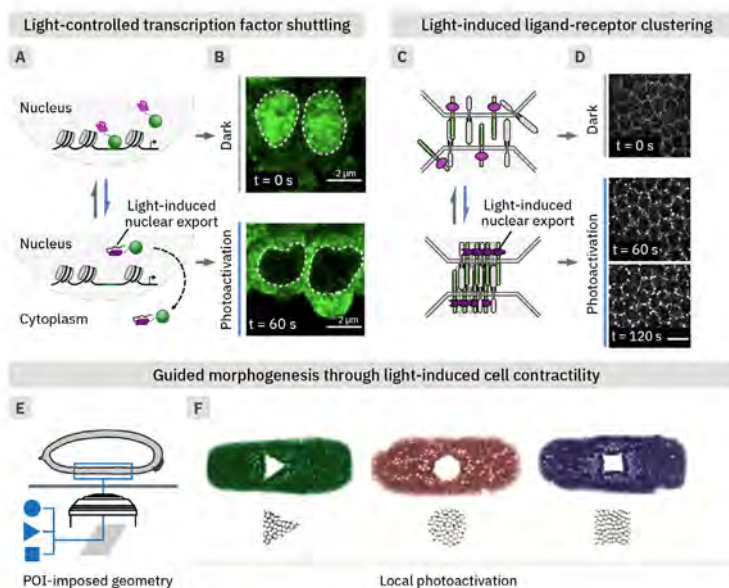 Light-controlled transcription factor shuttling
Light-induced ligand-receptor clustering
A
B
C
D
Nucleus
Dark
t = 0 s
2 µm
Light-induced
nuclear export
Nucleus
Cytoplasm
Photoactivation
t = 60 s
2 µm
Dark
t = 0 s
Light-induced
nuclear export
Photoactivation
t = 60 s
t = 120 s
Guided morphogenesis through light-induced cell contractility
E
F
POI-imposed geometry
Local photoactivation